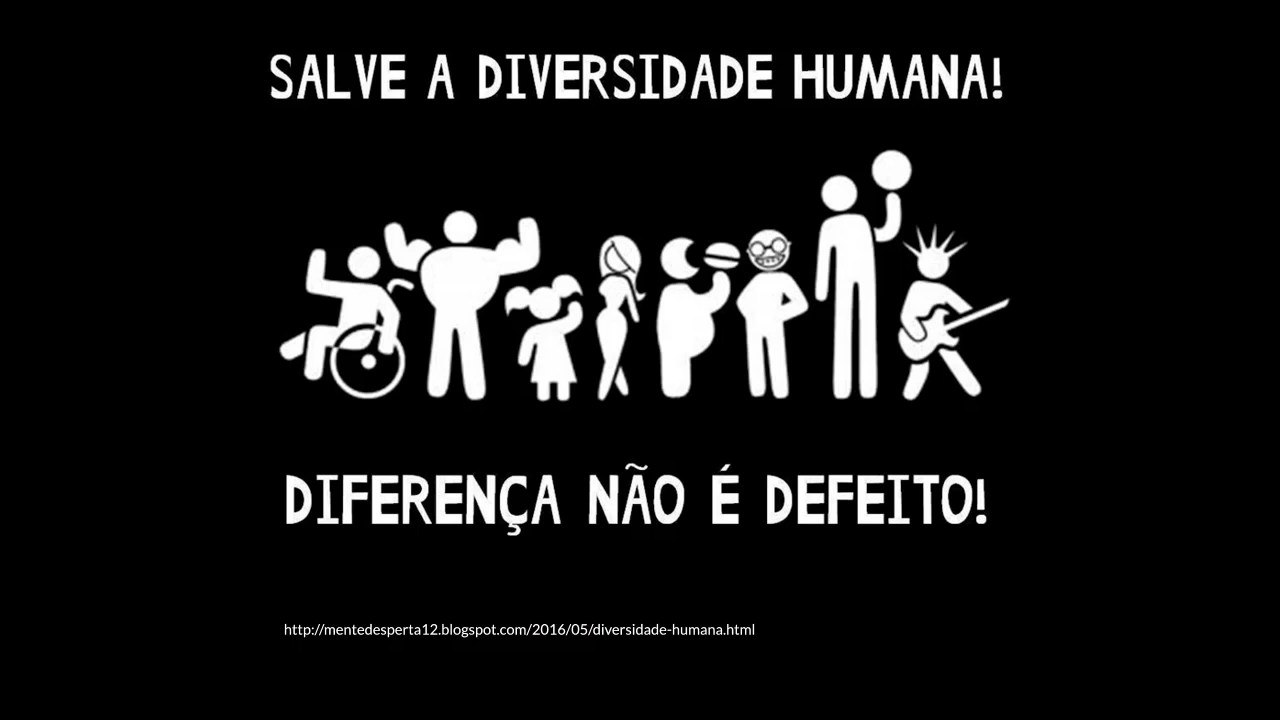 SALVE A DIVERSIDADE HUMANA!
DIFERENÇA NÃO É DEFEITO!
http://mentedesperta12.blogspot.com/2016/05/diversidade-humana.html